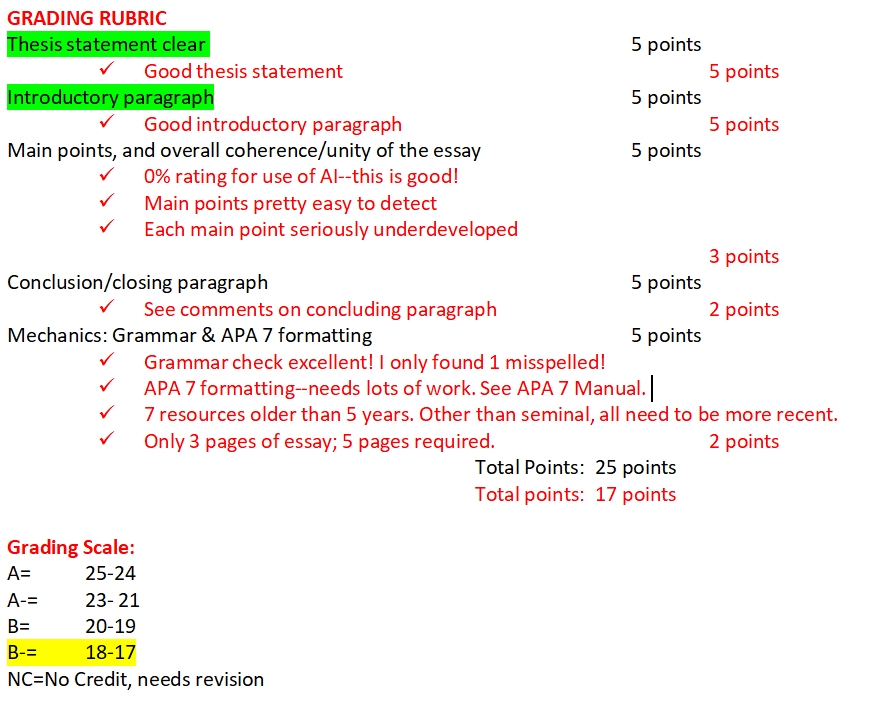 GRADING RUBRIC
Thesis statement clear 5 points
✓ Good thesis statement 5 points
Introductory paragraph 5 points
✓ Good introductory paragraph 5 points
Main points, and overall coherence/unity of the essay 5 points
✓ 0% rating for use of AI--this is good!
✓ Main points pretty easy to detect
✓ Each main point seriously underdeveloped
3 points
Conclusion/closing paragraph 5 points
✓ See comments on concluding paragraph 2 points
Mechanics: Grammar & APA 7 formatting 5 points
✓ Grammar check excellent! I only found 1 misspelled!
✓ APA 7 formatting--needs lots of work. See APA 7 Manual.
✓ 7 resources older than 5 years. Other than seminal, all need to be more recent.
✓ Only 3 pages of essay; 5 pages required. 2 points
Total Points: 25 points
Total points: 17 points
Grading Scale:
A= 25-24
A-= 23- 21
B= 20-19
B-= 18-17
NC=No Credit, needs revision